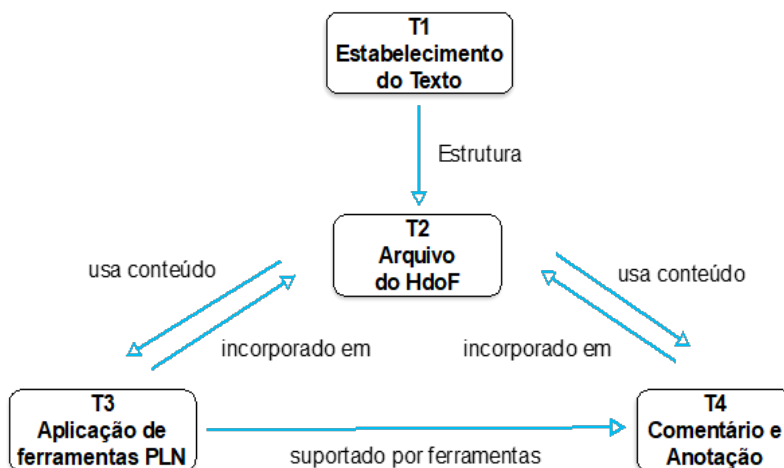 T1
Estabelecimento
do Texto
Estrutura
T2
Arquivo
do HdoF
usa conteúdo
usa conteúdo
incorporado em
incorporado em
T3
Aplicação de
ferramentas PLN
suportado por ferramentas
T4
Comentário e
Anotação